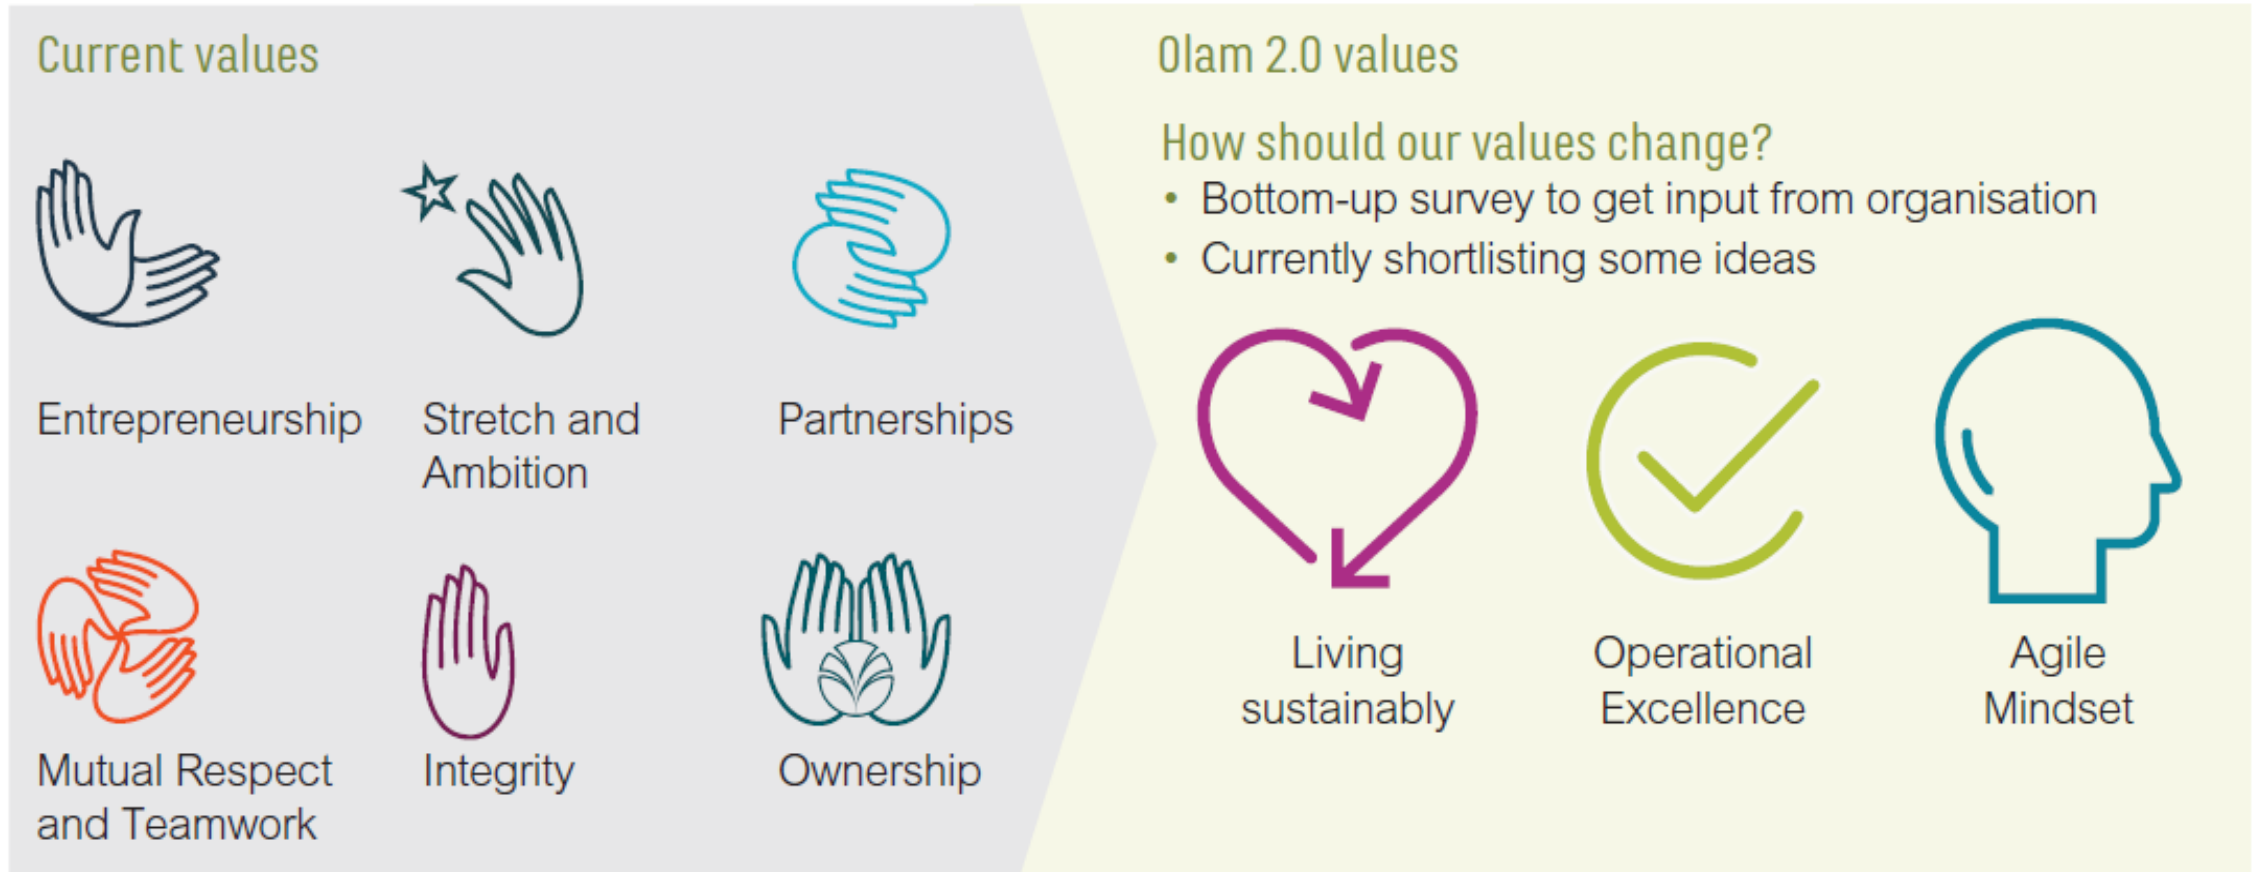 Current values
Entrepreneurship
Stretch and
Ambition
Partnerships
Mutual Respect
and Teamwork
Integrity
Ownership
Olam 2.0 values
How should our values change?
• Bottom-up survey to get input from organisation
• Currently shortlisting some ideas
Living
sustainably
Operational
Excellence
Agile
Mindset